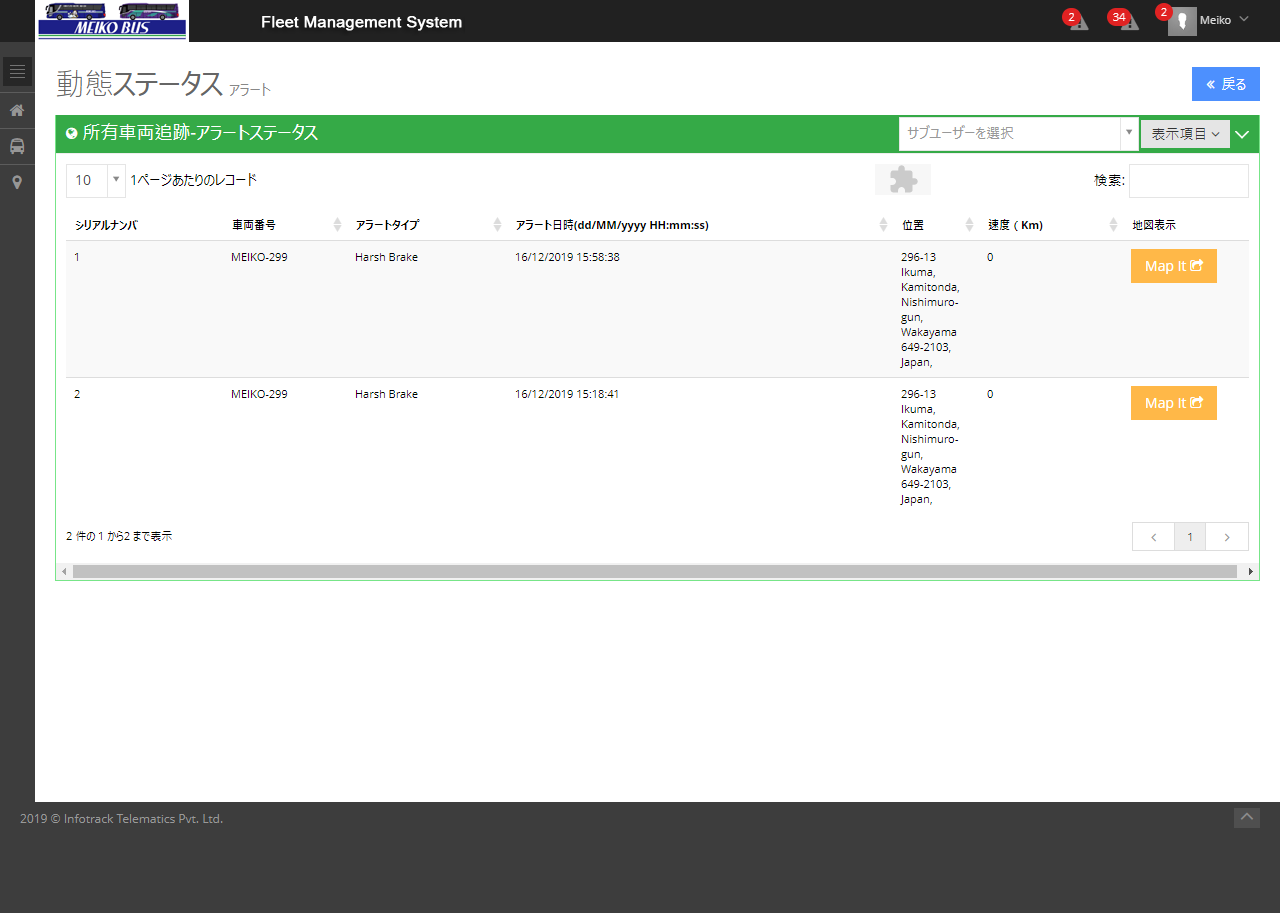 MEIKO BUS
Fleet Management System
2
34
2
Meiko
動態ステータス アラート
戻る
所有車両追跡-アラートステータス
サブユーザーを選択
表示項目
10
1ページあたりのレコード
検索:
シリアルナンバ 車両番号 アラートタイプ アラート日時(dd/MM/yyyy HH:mm:ss) 位置 速度 ( Km) 地図表示
1 MEIKO-299 Harsh Brake 16/12/2019 15:58:38 296-13 0 Map It
Ikuma,
Kamitonda,
Nishimuro-
gun,
Wakayama
649-2103,
Japan,
2 MEIKO-299 Harsh Brake 16/12/2019 15:18:41 296-13 0 Map It
Ikuma,
Kamitonda,
Nishimuro-
gun,
Wakayama
649-2103,
Japan,
2 件の 1 から2 まで表示
1
2019 © Infotrack Telematics Pvt. Ltd.